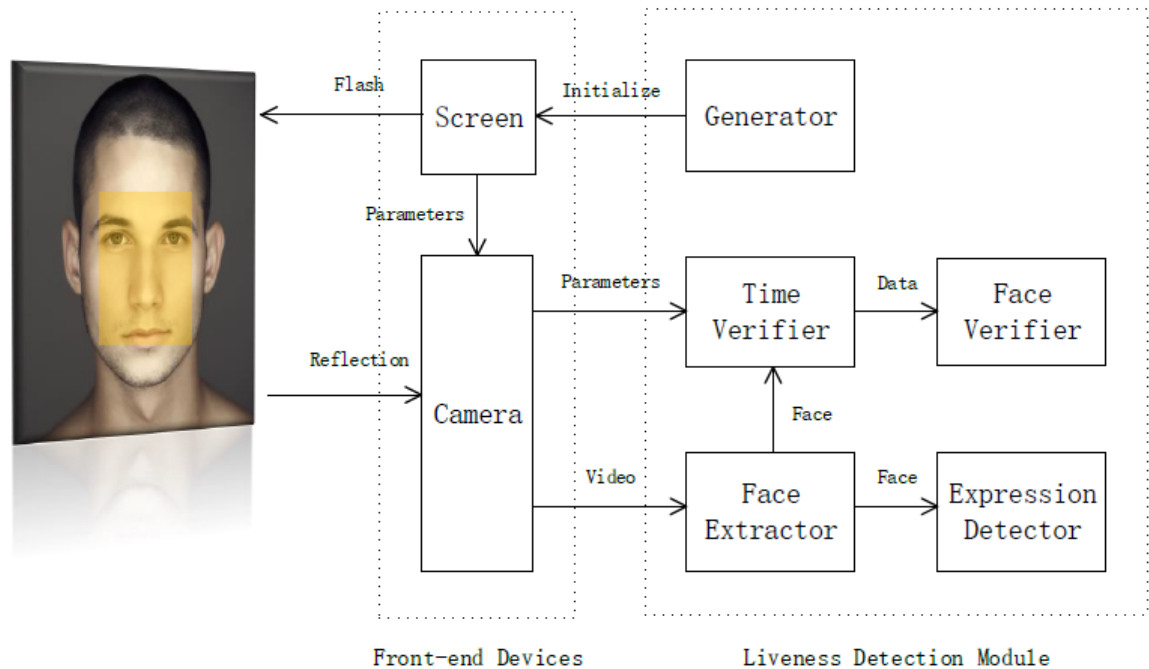 Flash
Screen
Initialize
Generator
Parameters
Parameters
Time
Verifier
Data
Face
Verifier
Reflection
Camera
Face
Video
Face
Extractor
Face
Expression
Detector
Front-end Devices
Liveness Detection Module